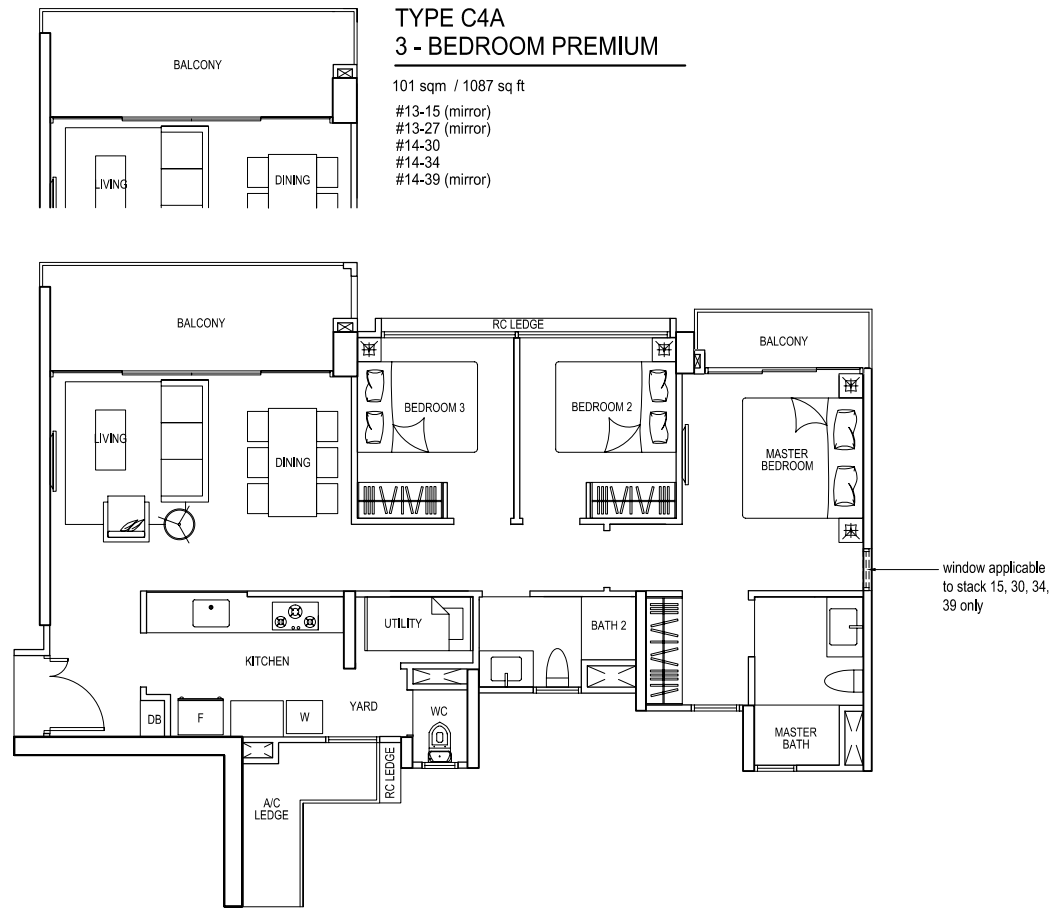 TYPE C4A
3 - BEDROOM PREMIUM
101 sqm / 1087 sq ft
#13-15 (mirror)
#13-27 (mirror)
#14-30
#14-34
#14-39 (mirror)
BALCONY
LIVING
DINING
BALCONY
RC LEDGE
BALCONY
BEDROOM 3
BEDROOM 2
LIVING
DINING
MASTER
BEDROOM
window applicable
to stack 15, 30, 34,
39 only
UTILITY
BATH 2
KITCHEN
YARD
WC
DB
F
W
MASTER
BATH
RC LEDGE
A/C
LEDGE